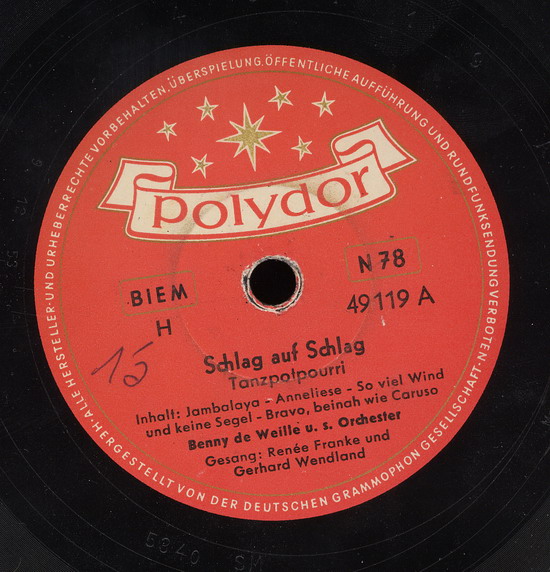 ALLE HERSTELLER- UND URHEBERRECHTE VORBEHALTEN. ÜBERSPIELUNG. ÖFFENTLICHE AUFFÜHRUNG UND RUNDFUNKSENDUNG VERBOTEN
polydor
BIEM
N 78
H
49119 A
15
Schlag auf Schlag
Tanzpotpourri
Inhalt: Jambalaya - Anneliese - So viel Wind
und keine Segel - Bravo, beinah wie Caruso
Benny de Weille u. s. Orchester
Gesang: Renée Franke und
Gerhard Wendland
HERGESTELLT VON DER DEUTSCHEN GRAMMOPHON GESELLSCHAFT